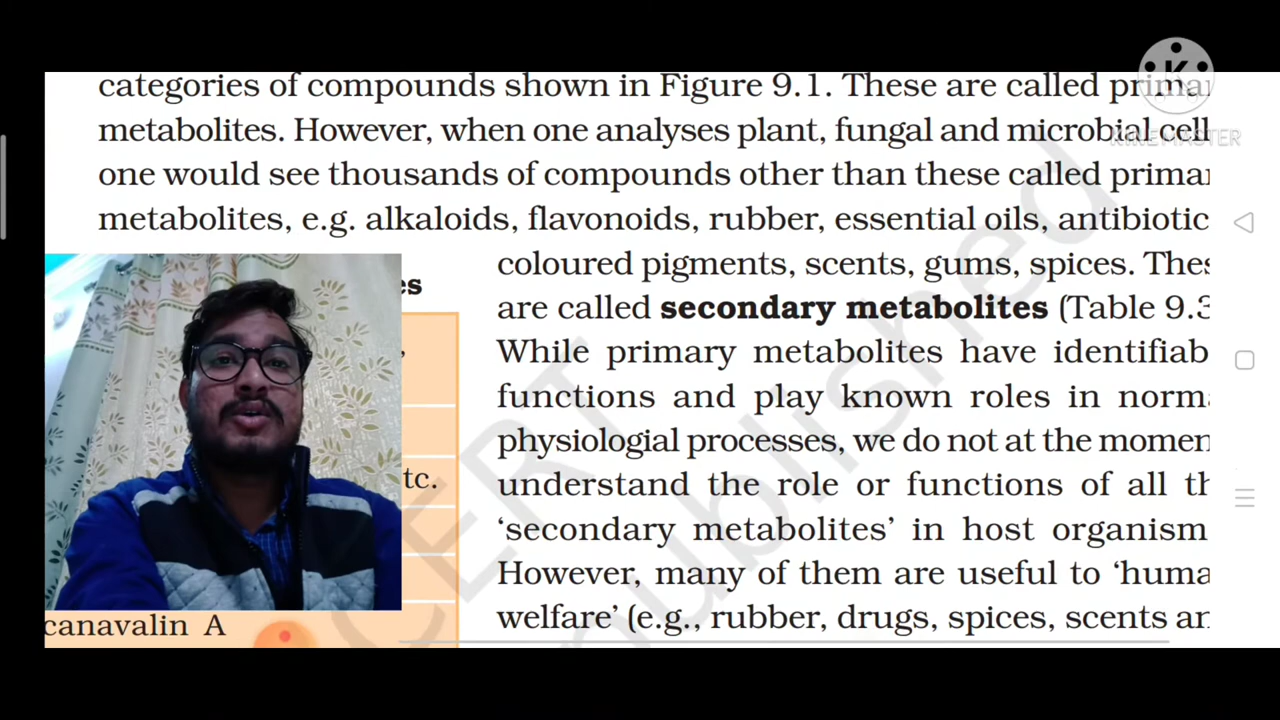 categories of compounds shown in Figure 9.1. These are called primar
metabolites. However, when one analyses plant, fungal and microbial cell
one would see thousands of compounds other than these called primar
metabolites, e.g. alkaloids, flavonoids, rubber, essential oils, antibiotic
coloured pigments, scents, gums, spices. Thes
are called secondary metabolites (Table 9.3
While primary metabolites have identifiab
functions and play known roles in norma
physiologial processes, we do not at the momen
understand the role or functions of all th
‘secondary metabolites’ in host organism
However, many of them are useful to ‘huma
welfare’ (e.g., rubber, drugs, spices, scents an
es
,
tc.
canavalin A
K
KINEMASTER
CERT
published